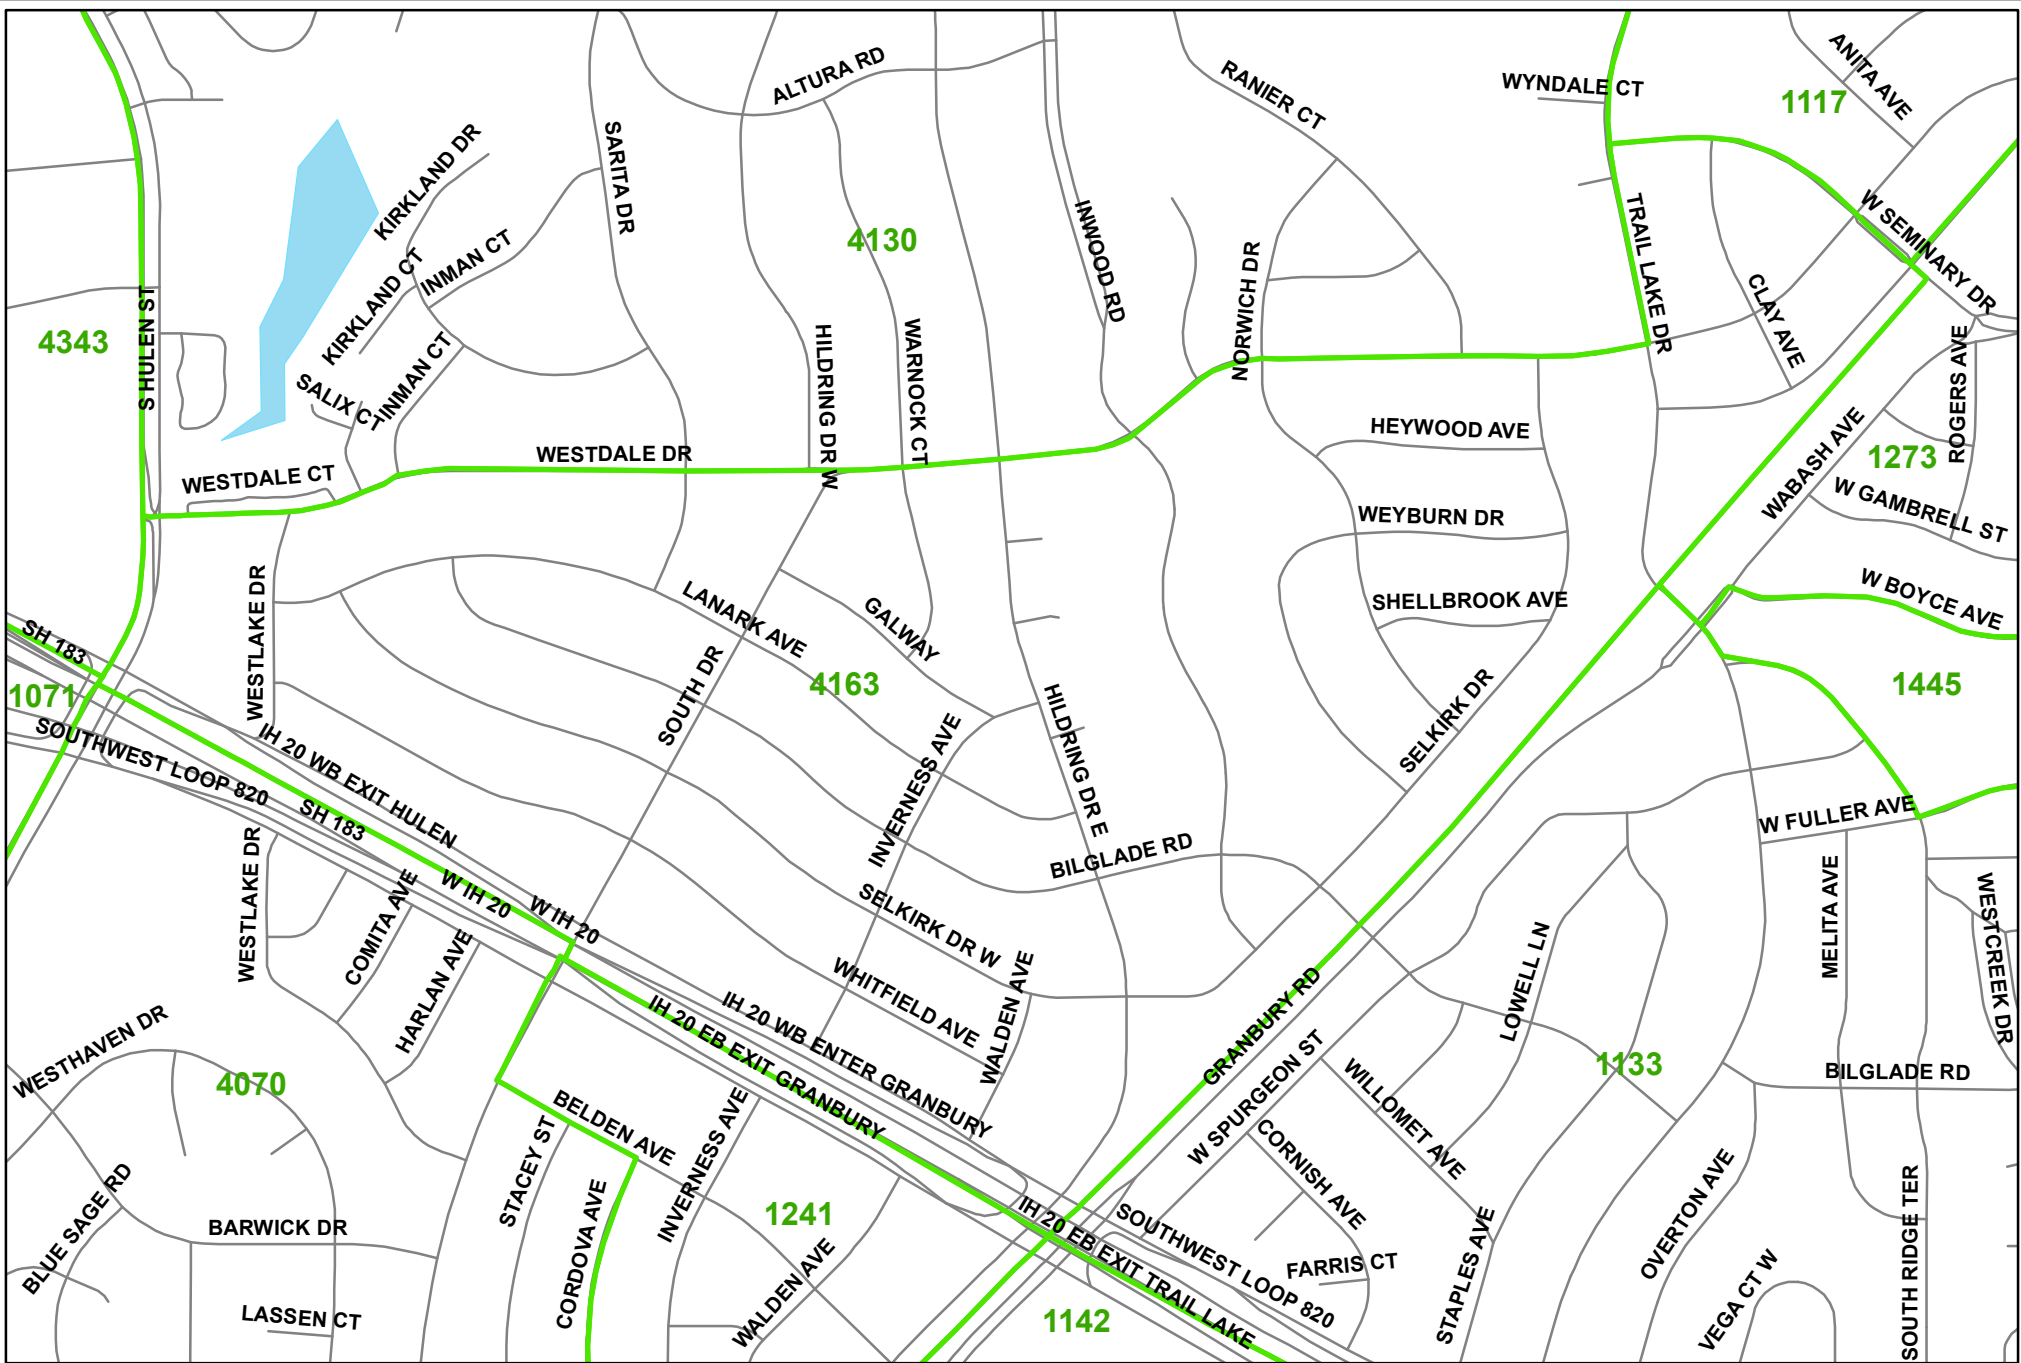 ALTURA RD
RANIER CT
WYNDALE CT
1117
ANITA AVE
KIRKLAND DR
SARITA DR
4130
INWOOD RD
NORWICH DR
TRAIL LAKE DR
W SEMINARY DR
CLAY AVE
4343
S HULEN ST
KIRKLAND CT
INMAN CT
INMAN CT
SALIX CT
HILDRING DR W
WARNOCK CT
ROGERS AVE
WESTDALE CT
WESTDALE DR
HEYWOOD AVE
WABASH AVE
1273
W GAMBRELL ST
WEYBURN DR
WESTLAKE DR
LANARK AVE
GALWAY
SHELLBROOK AVE
W BOYCE AVE
SH 183
1071
SOUTH DR
4163
1445
SELKIRK DR
SOUTHWEST LOOP 820
IH 20 WB EXIT HULEN
INVERNESS AVE
HILDRING DR E
SH 183
W FULLER AVE
WESTLAKE DR
BILGLADE RD
COMITA AVE
W IH 20
W IH 20
SELKIRK DR W
MELITA AVE
WESTCREEK DR
HARLAN AVE
WHITFIELD AVE
WALDEN AVE
LOWELL LN
WESTHAVEN DR
4070
IH 20 EB EXIT GRANBURY
IH 20 WB ENTER GRANBURY
GRANBURY RD
W SPURGEON ST
WILLOMET AVE
1133
BILGLADE RD
BELDEN AVE
STACEY ST
INVERNESS AVE
CORNISH AVE
BLUE SAGE RD
BARWICK DR
CORDOVA AVE
1241
WALDEN AVE
IH 20 EB EXIT TRAIL LAKE
SOUTHWEST LOOP 820
FARRIS CT
STAPLES AVE
OVERTON AVE
VEGA CT W
SOUTH RIDGE TER
LASSEN CT
1142